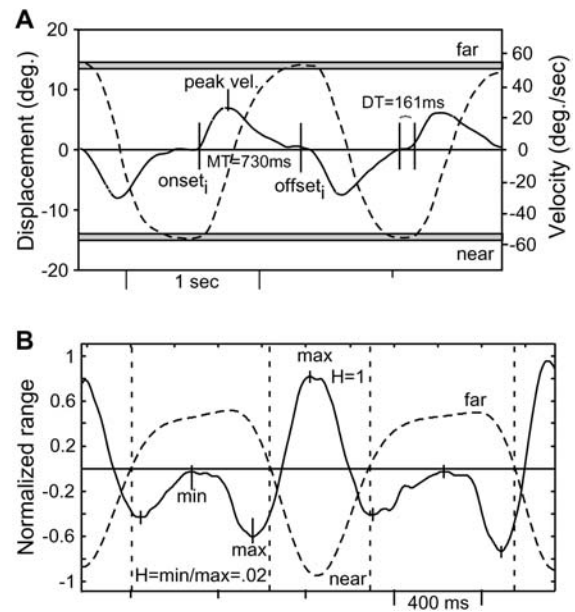 A
20
10
0
-10
-20
Displacement (deg.)
far
peak vel.
DT=161ms
MT=730ms
onseti
offseti
near
60
40
20
0
-20
-40
-60
Velocity (deg./sec)
1 sec
B
1
0.6
0.2
-0.2
-0.6
-1
Normalized range
max
H=1
far
min
max
H=min/max=.02
near
400 ms